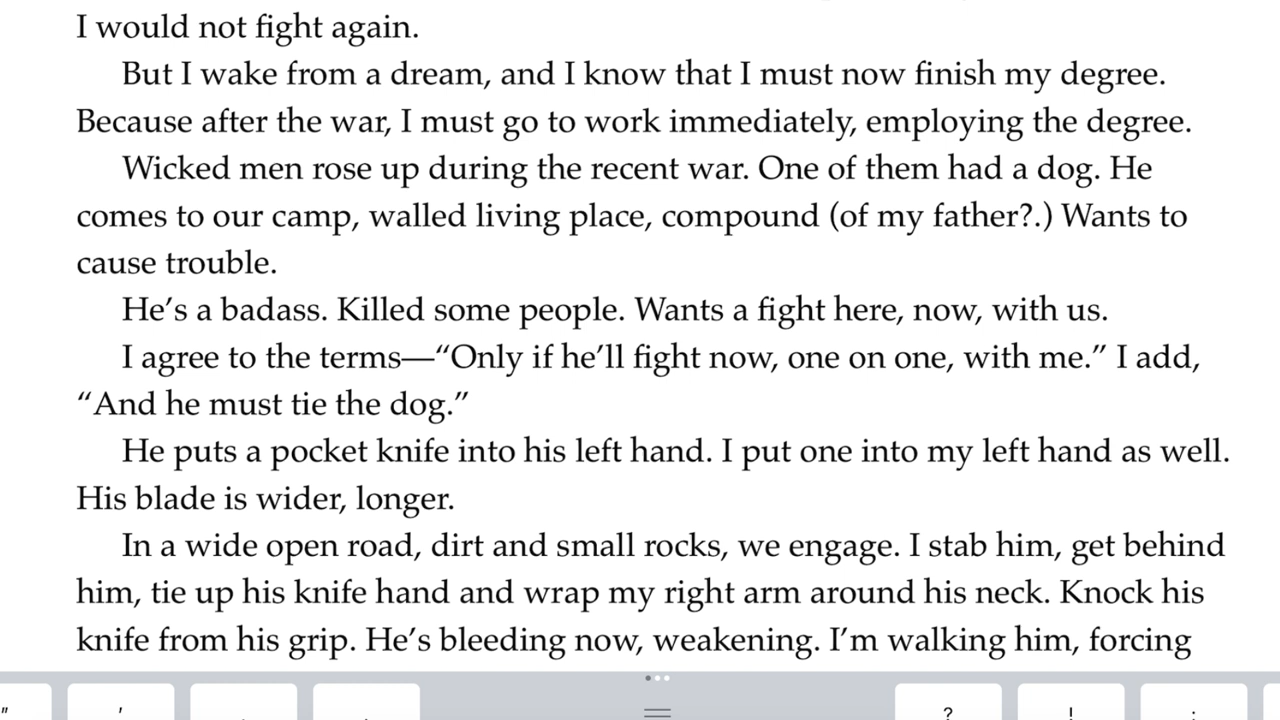 I would not fight again.
But I wake from a dream, and I know that I must now finish my degree.
Because after the war, I must go to work immediately, employing the degree.
Wicked men rose up during the recent war. One of them had a dog. He
comes to our camp, walled living place, compound (of my father?.) Wants to
cause trouble.
He’s a badass. Killed some people. Wants a fight here, now, with us.
I agree to the terms—“Only if he’ll fight now, one on one, with me.” I add,
“And he must tie the dog.”
He puts a pocket knife into his left hand. I put one into my left hand as well.
His blade is wider, longer.
In a wide open road, dirt and small rocks, we engage. I stab him, get behind
him, tie up his knife hand and wrap my right arm around his neck. Knock his
knife from his grip. He’s bleeding now, weakening. I’m walking him, forcing
" ' ? !